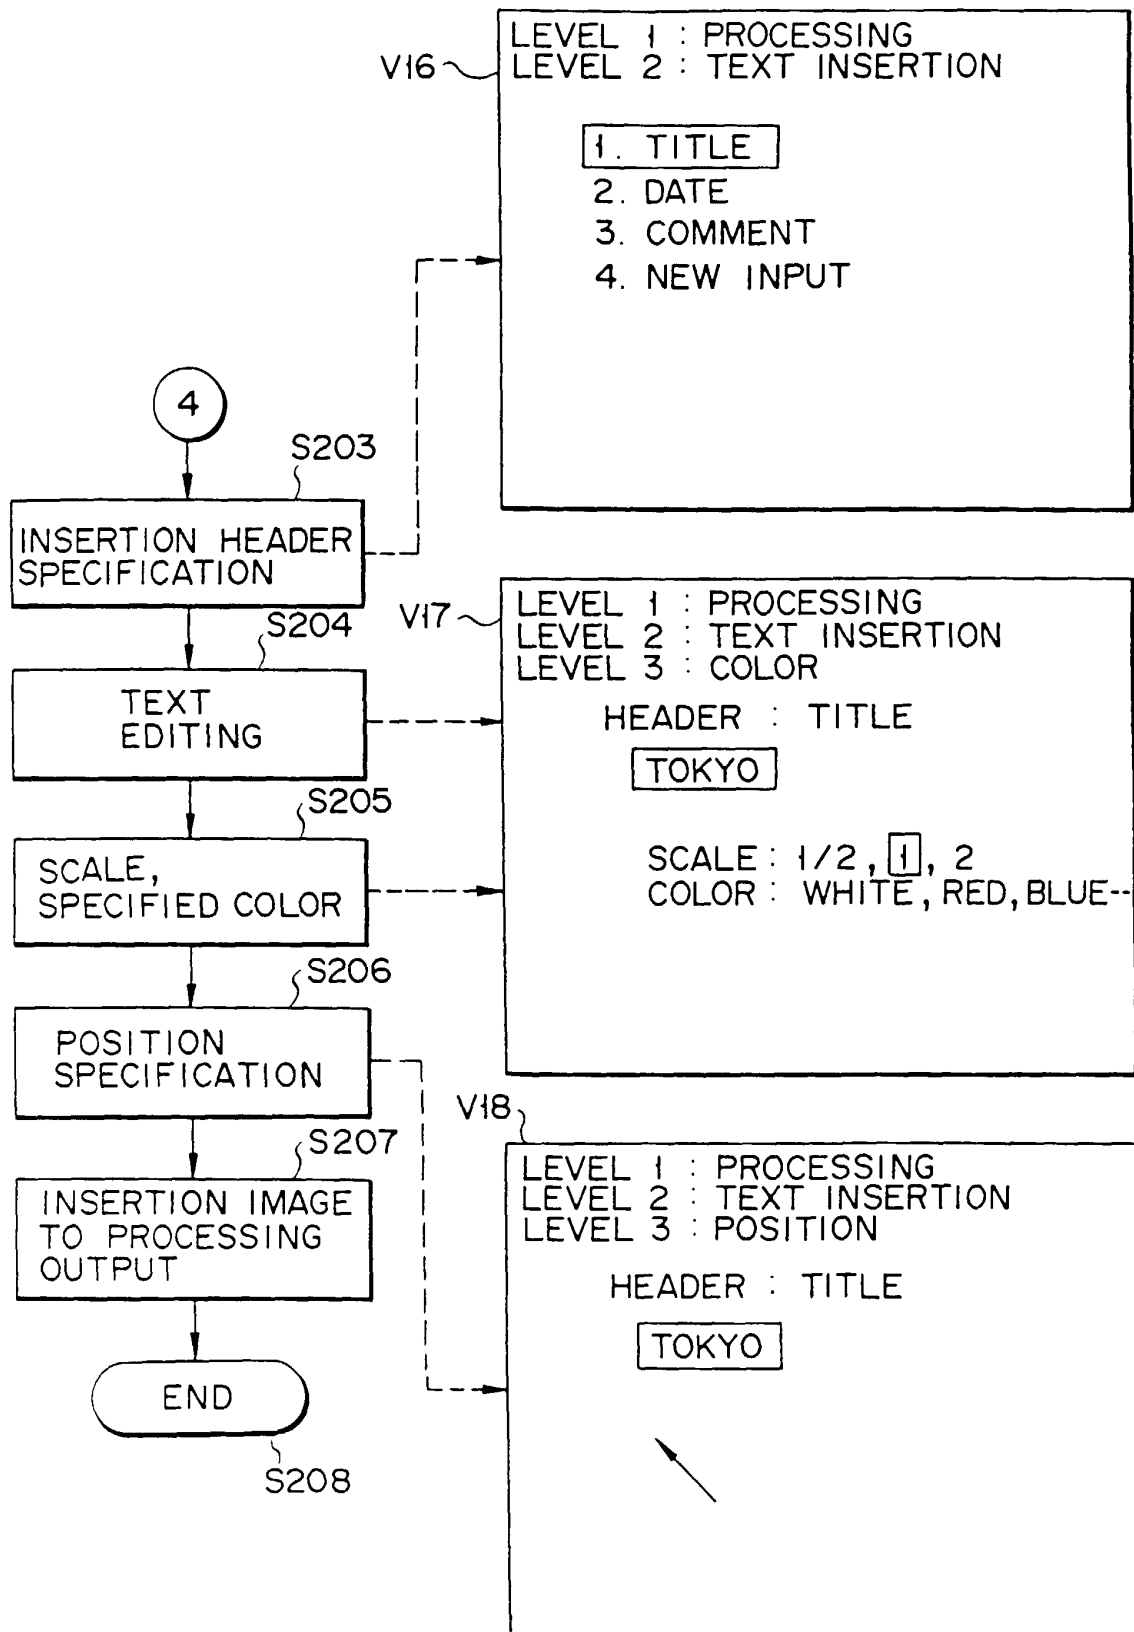 LEVEL 1 : PROCESSING
V16
LEVEL 2 : TEXT INSERTION
1. TITLE
2. DATE
3. COMMENT
4. NEW INPUT
4
S203
INSERTION HEADER
SPECIFICATION
S204
TEXT
EDITING
S205
SCALE,
SPECIFIED COLOR
S206
POSITION
SPECIFICATION
S207
INSERTION IMAGE
TO PROCESSING
OUTPUT
END
S208
V17
LEVEL 1 : PROCESSING
LEVEL 2 : TEXT INSERTION
LEVEL 3 : COLOR
HEADER : TITLE
TOKYO
SCALE : 1/2, 1, 2
COLOR : WHITE, RED, BLUE--
V18
LEVEL 1 : PROCESSING
LEVEL 2 : TEXT INSERTION
LEVEL 3 : POSITION
HEADER : TITLE
TOKYO